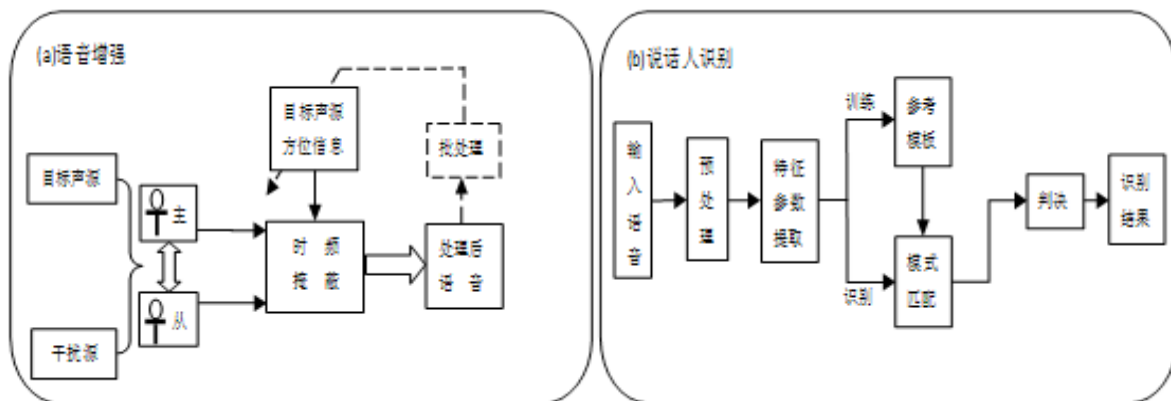 (a)语音增强
目标声源
干扰源
主
从
目标声源
方位信息
时 频
掩蔽
批处理
处理后
语 音
(b)说话人识别
输
入
语
音
预
处
理
特征
参数
提取
训练
识别
参考
模板
模式
匹配
判决
识别
结果